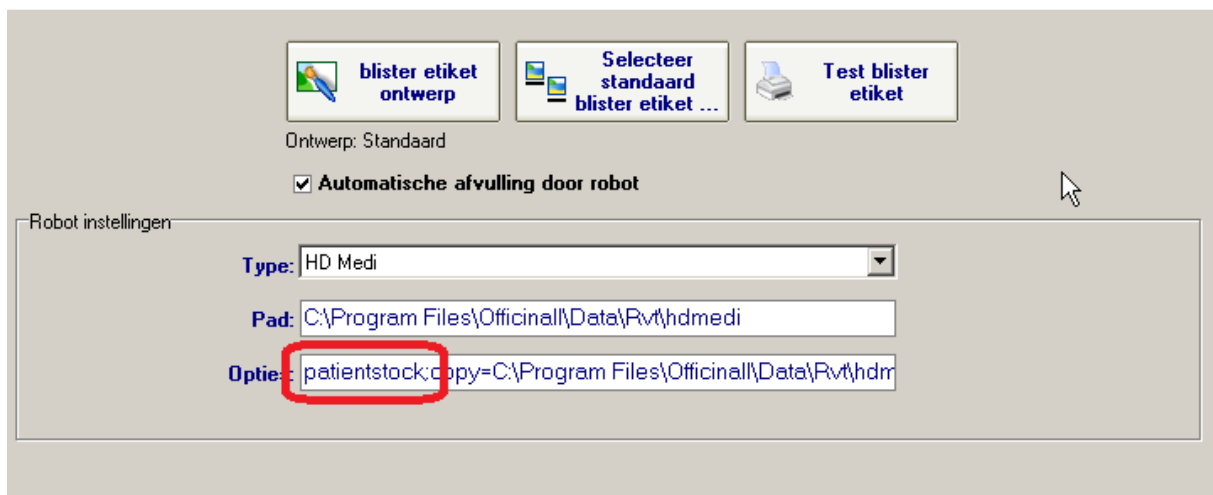 blister etiket
ontwerp
Selecteer
standaard
blister etiket ...
Test blister
etiket
Ontwerp: Standaard
Automatische afvulling door robot
Robot instellingen
Type: HD Medi
Pad: C:\Program Files\Officinall\Data\Rvt\hdmedi
Opties: patientstock;copy=C:\Program Files\Officinall\Data\Rvt\hdm